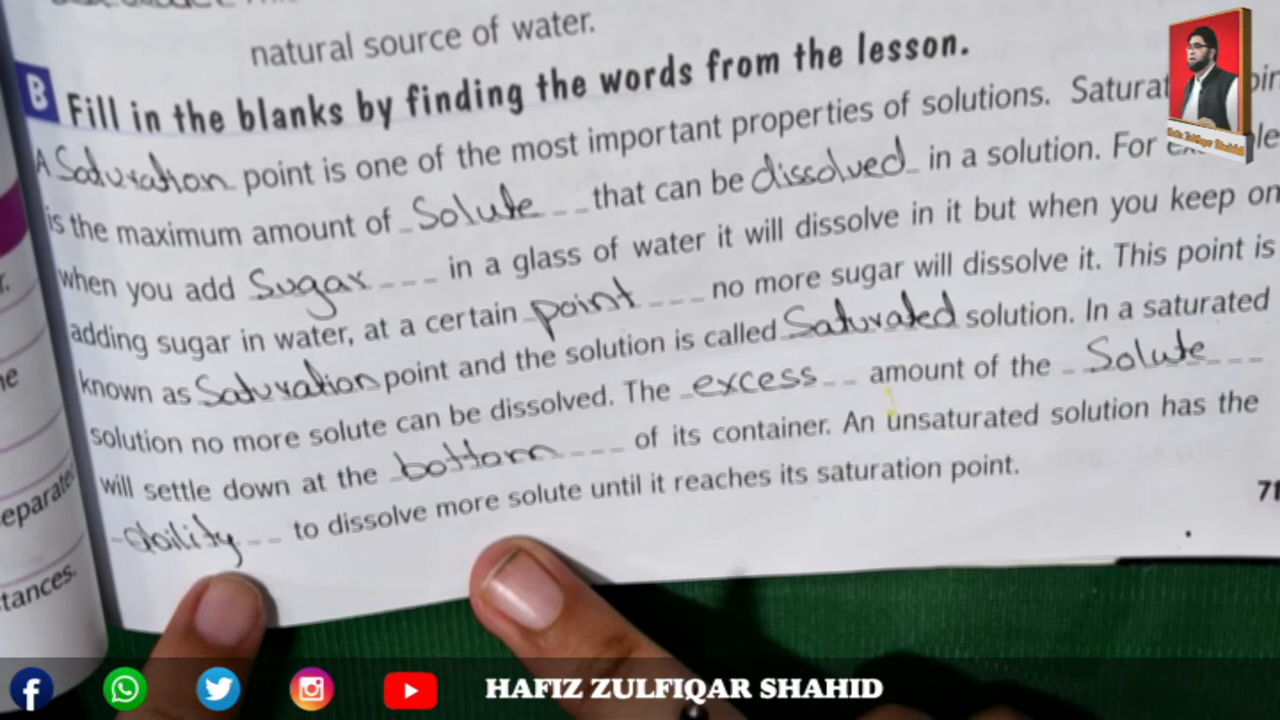 natural source of water.
B Fill in the blanks by finding the words from the lesson.
A Saturation point is one of the most important properties of solutions.
is the maximum amount of Solute that can be dissolved in a solution. For
when you add Sugar in a glass of water it will dissolve in it but when you keep on
adding sugar in water, at a certain point no more sugar will dissolve it. This point is
known as Saturation point and the solution is called Saturated solution. In a saturated
solution no more solute can be dissolved. The excess amount of the Solute
will settle down at the bottom of its container. An unsaturated solution has the
ability to dissolve more solute until it reaches its saturation point.
71
tances.
HAFIZ ZULFIQAR SHAHID